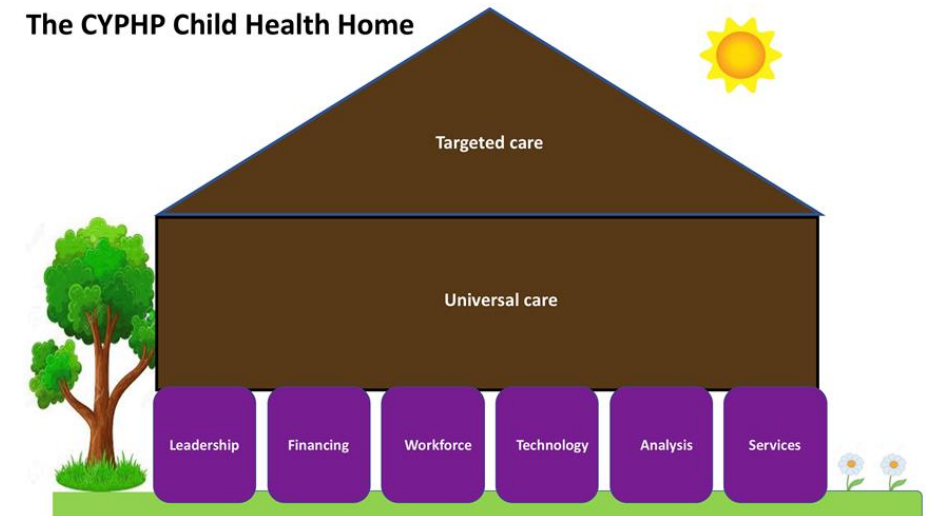 The CYPHP Child Health Home
Targeted care
Universal care
Leadership
Financing
Workforce
Technology
Analysis
Services